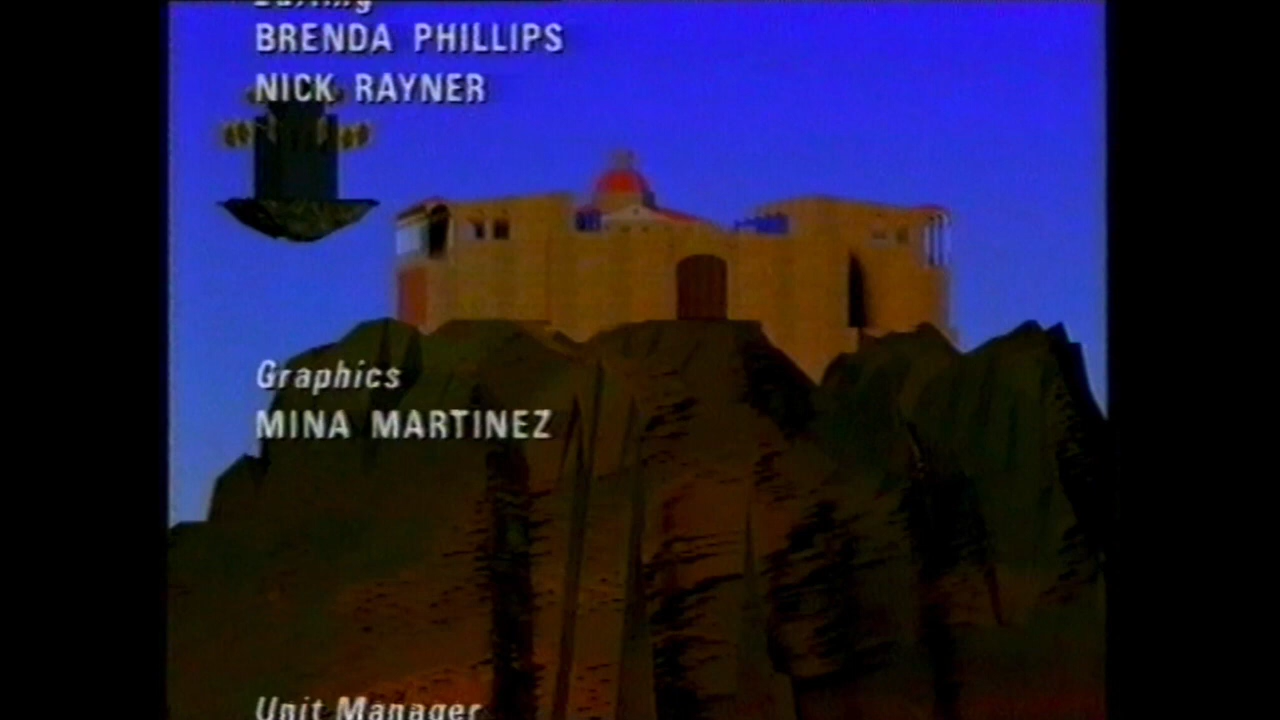 BRENDA PHILLIPS
NICK RAYNER
Graphics
MINA MARTINEZ
Unit Manager